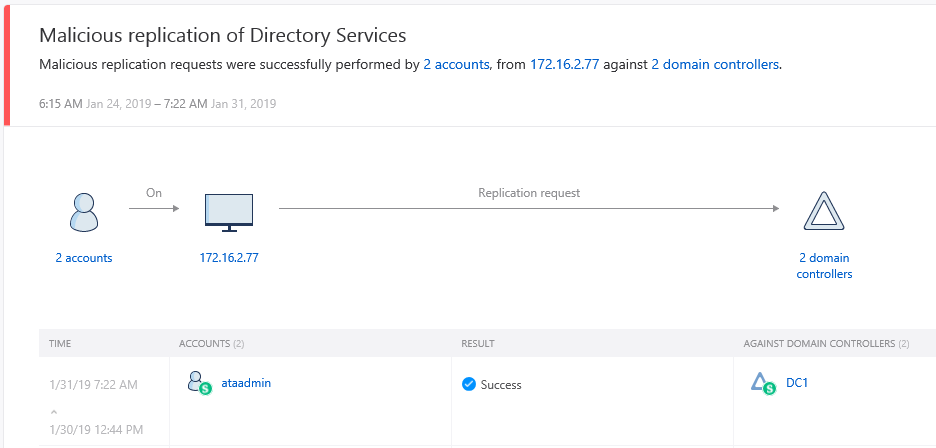 Malicious replication of Directory Services
Malicious replication requests were successfully performed by 2 accounts, from 172.16.2.77 against 2 domain controllers.
6:15 AM Jan 24, 2019 – 7:22 AM Jan 31, 2019
On
Replication request
2 accounts
172.16.2.77
2 domain
controllers
TIME ACCOUNTS (2) RESULT AGAINST DOMAIN CONTROLLERS (2)
1/31/19 7:22 AM S ataadmin Success S DC1
1/30/19 12:44 PM